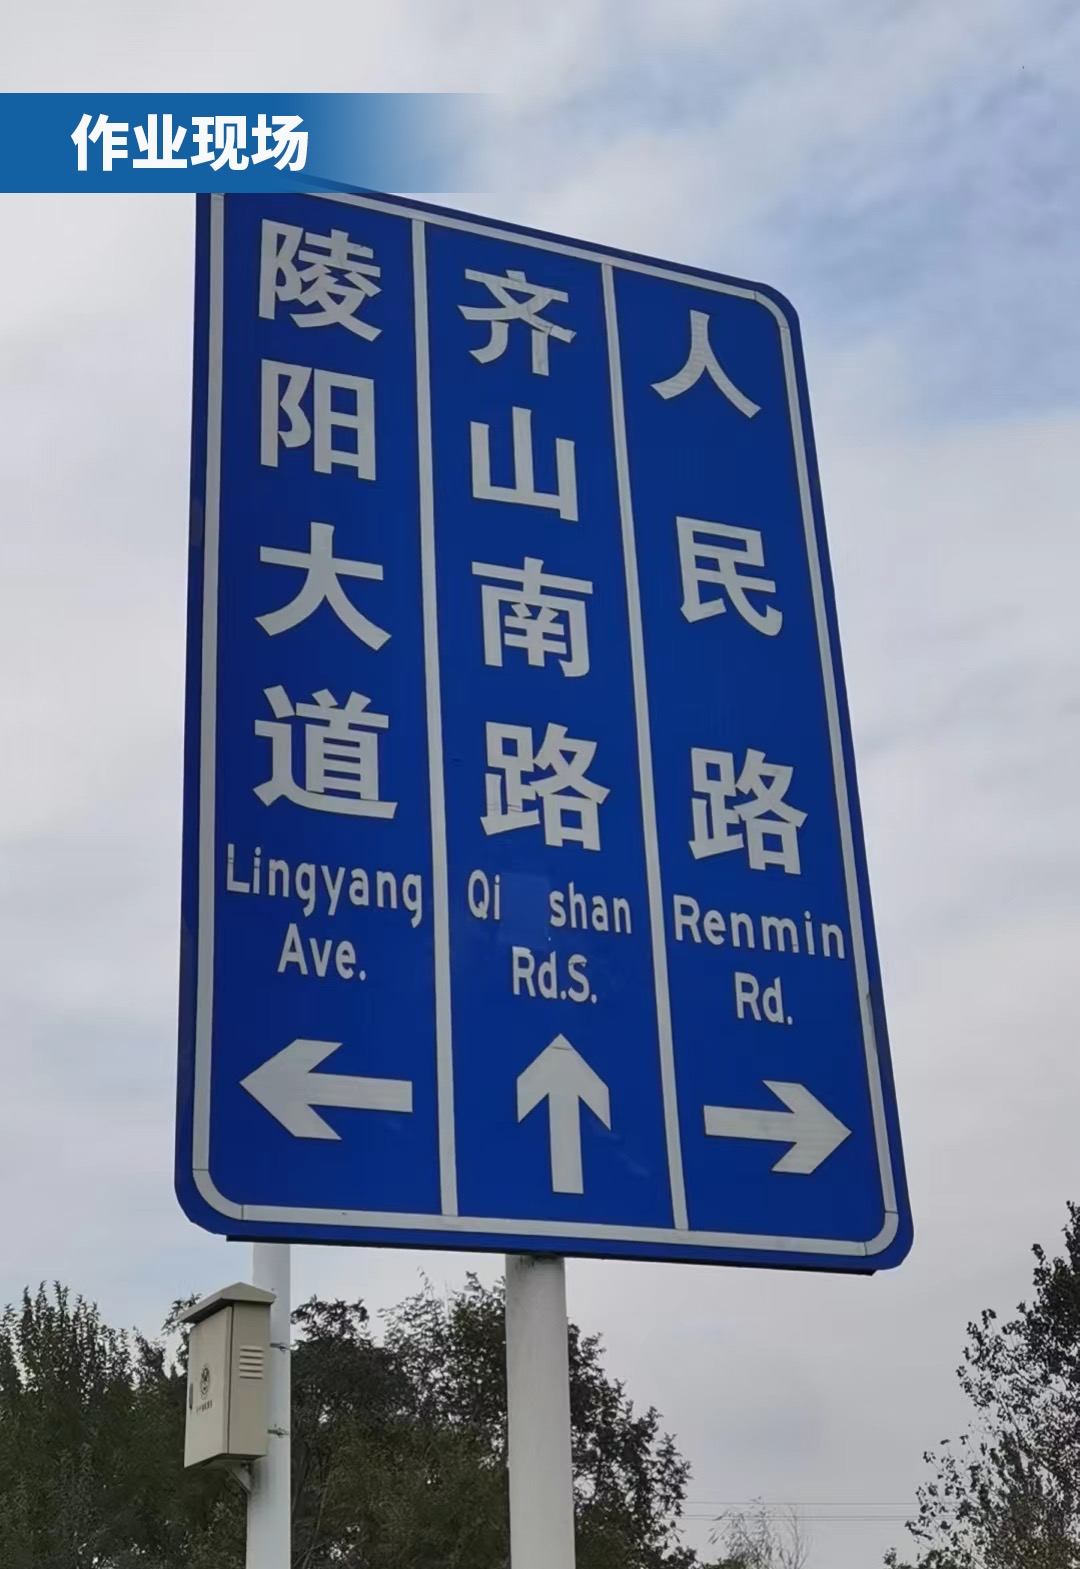 作业现场
陵阳大道
Lingyang
Ave.
齐山南路
Qi shan
Rd.S.
人民路
Renmin
Rd.